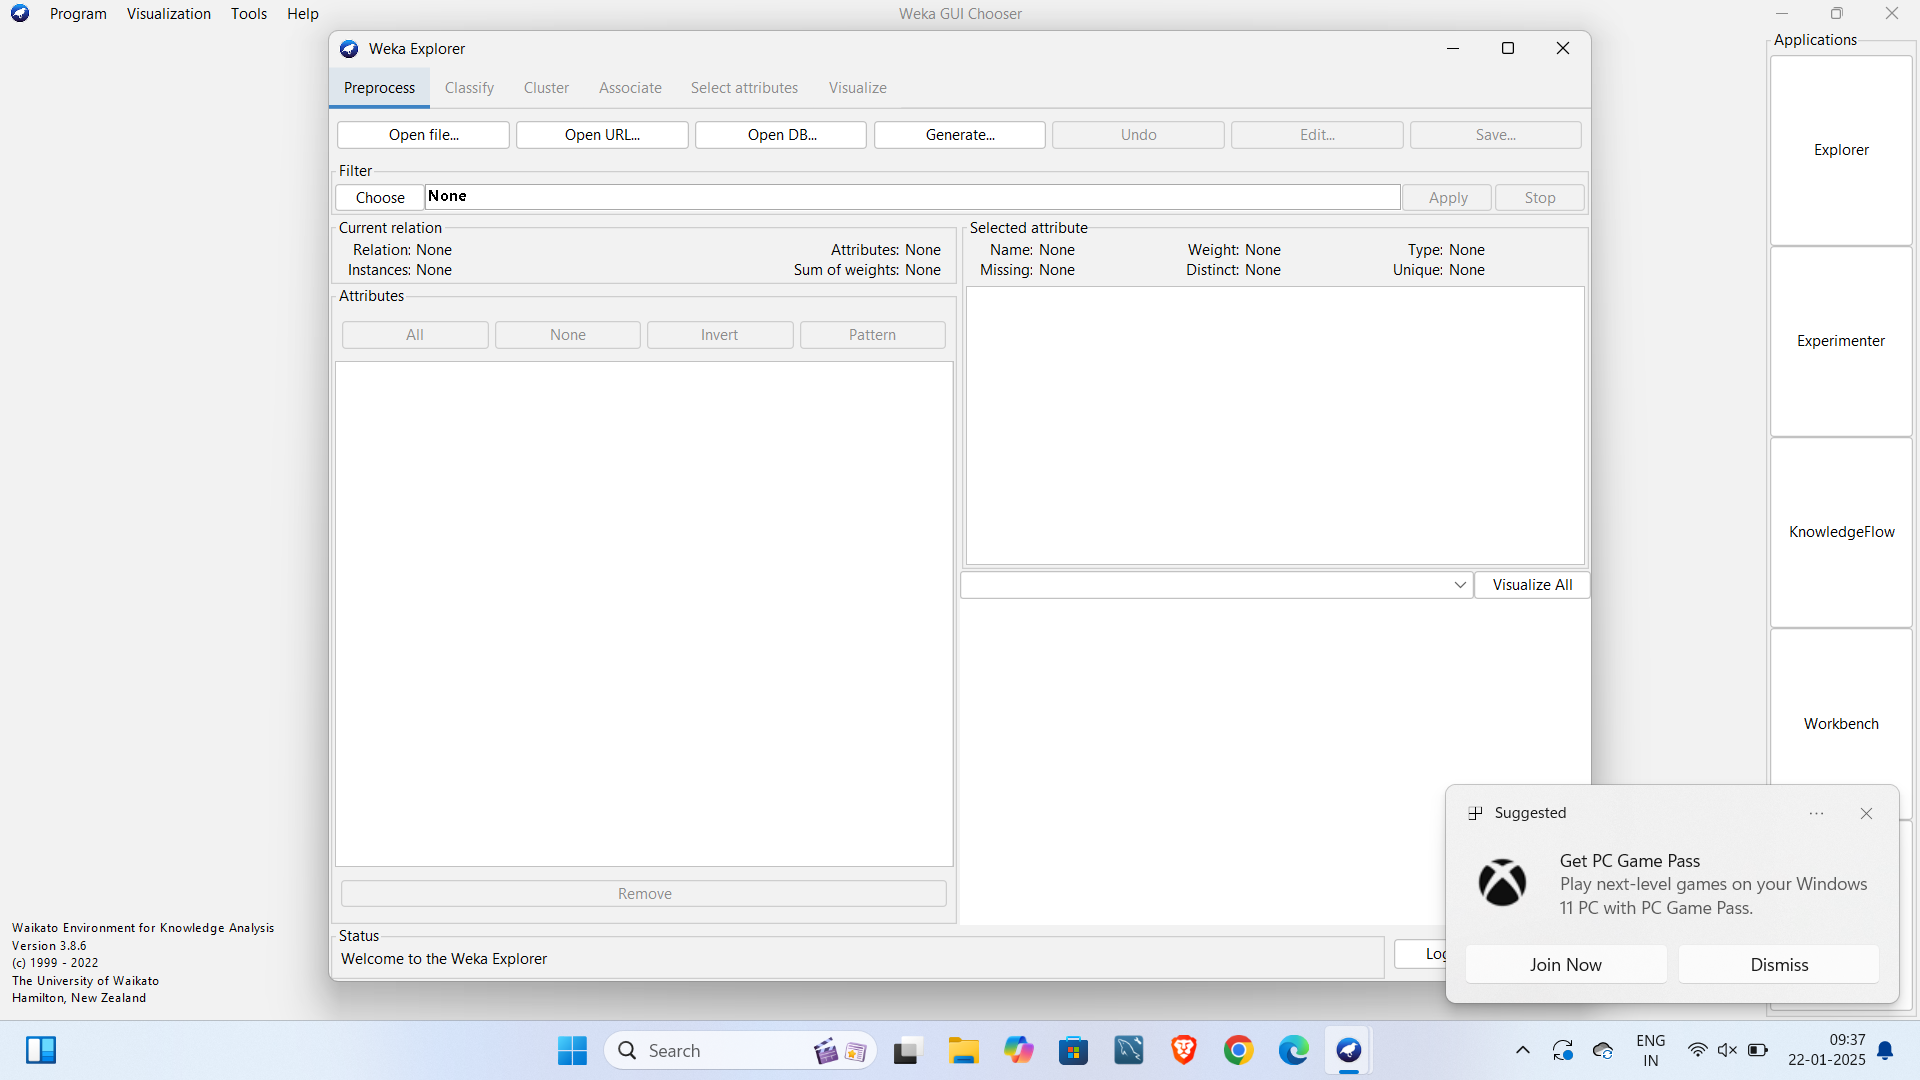 Program Visualization Tools Help
Weka GUI Chooser
Applications
Weka Explorer
Preprocess Classify Cluster Associate Select attributes Visualize
Open file... Open URL... Open DB... Generate... Undo Edit... Save...
Filter
Choose None Apply Stop
Current relation
Relation: None Attributes: None
Instances: None Sum of weights: None
Selected attribute
Name: None Weight: None Type: None
Missing: None Distinct: None Unique: None
Attributes
All None Invert Pattern
Visualize All
Remove
Status
Welcome to the Weka Explorer
Explorer
Experimenter
KnowledgeFlow
Workbench
Suggested
Get PC Game Pass
Play next-level games on your Windows
11 PC with PC Game Pass.
Join Now Dismiss
Waikato Environment for Knowledge Analysis
Version 3.8.6
(c) 1999 - 2022
The University of Waikato
Hamilton, New Zealand
Search
ENG
IN
09:37
22-01-2025